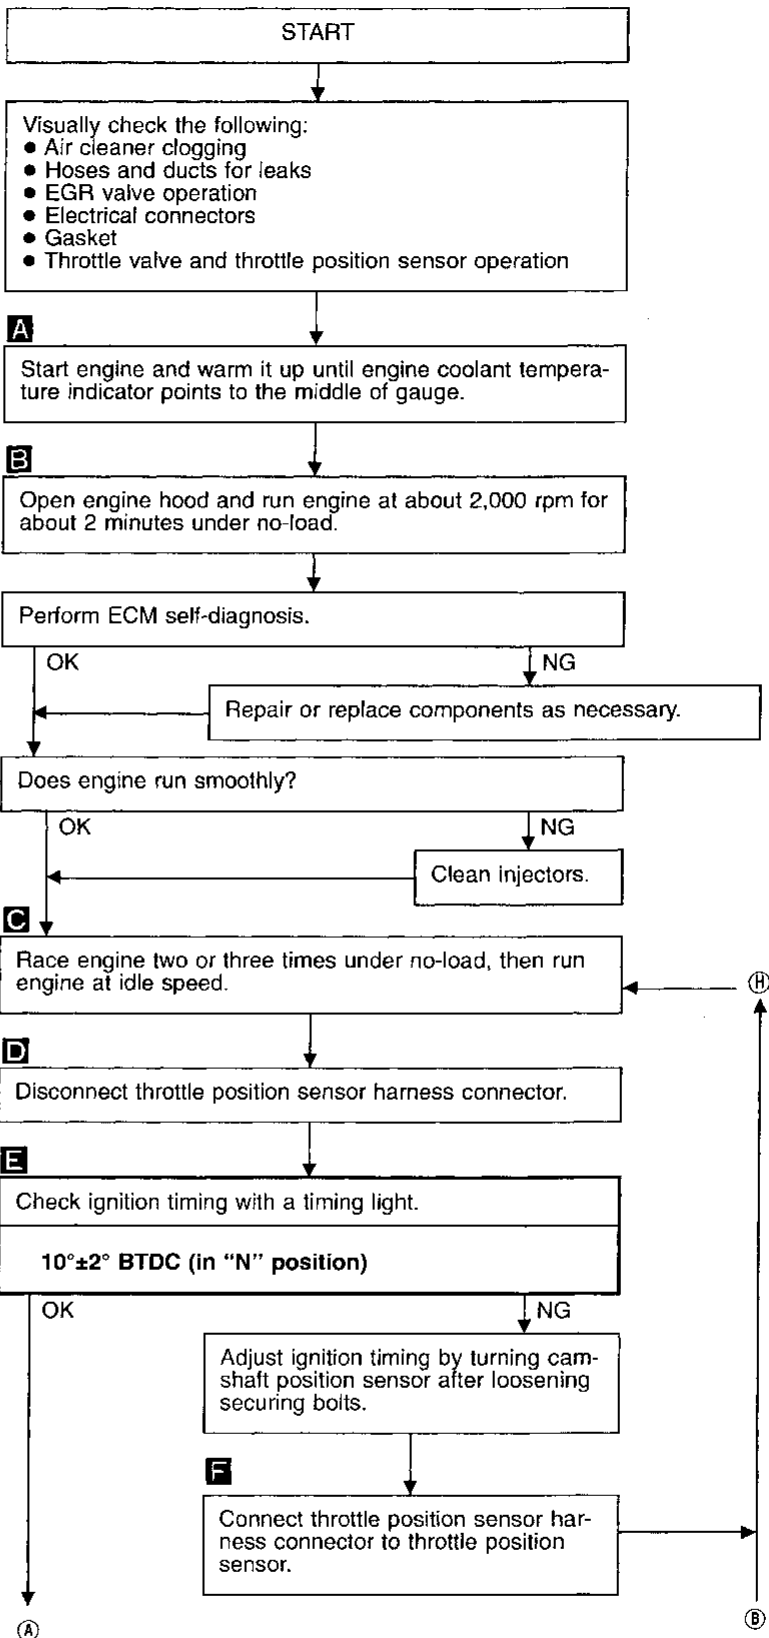 START
Visually check the following:
● Air cleaner clogging
● Hoses and ducts for leaks
● EGR valve operation
● Electrical connectors
● Gasket
● Throttle valve and throttle position sensor operation
A
Start engine and warm it up until engine coolant tempera-
ture indicator points to the middle of gauge.
B
Open engine hood and run engine at about 2,000 rpm for
about 2 minutes under no-load.
Perform ECM self-diagnosis.
OK
NG
Repair or replace components as necessary.
Does engine run smoothly?
OK
NG
Clean injectors.
C
Race engine two or three times under no-load, then run
engine at idle speed.
Ⓗ
D
Disconnect throttle position sensor harness connector.
E
Check ignition timing with a timing light.
10°±2° BTDC (in “N” position)
OK
NG
Adjust ignition timing by turning cam-
shaft position sensor after loosening
securing bolts.
F
Connect throttle position sensor har-
ness connector to throttle position
sensor.
Ⓐ
Ⓑ